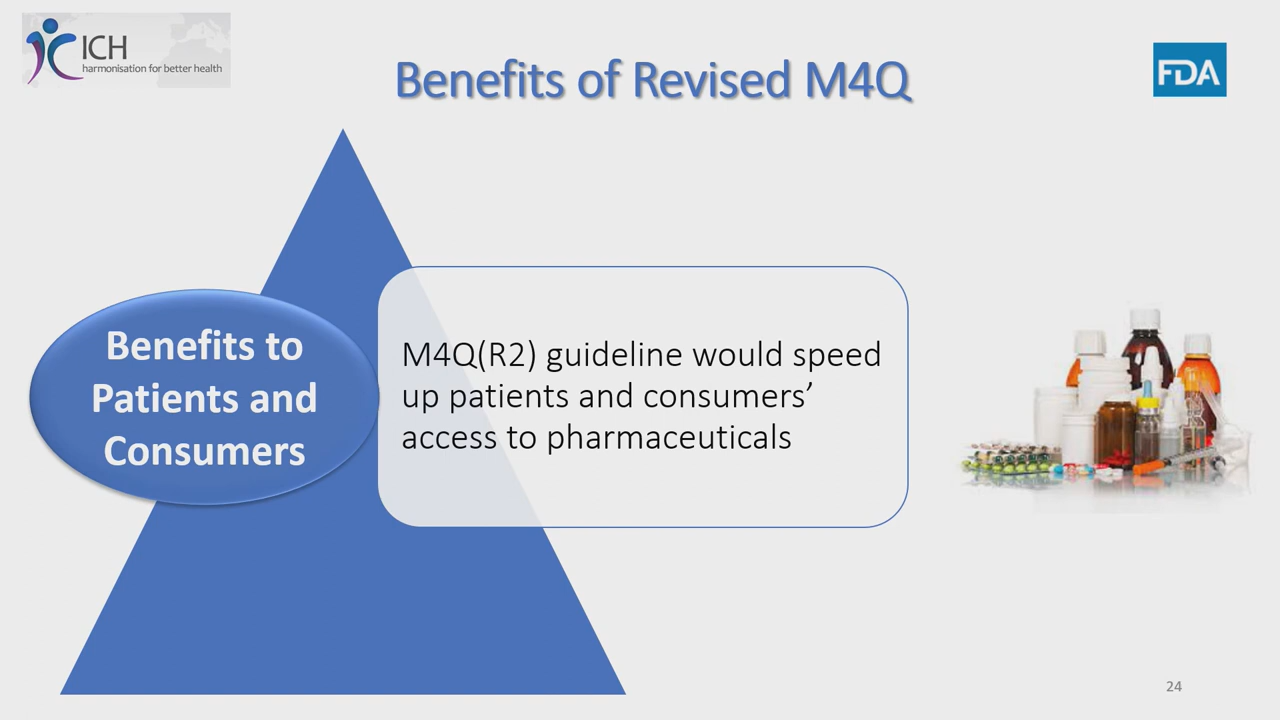 ICH
harmonisation for better health
Benefits of Revised M4Q
FDA
Benefits to
Patients and
Consumers
M4Q(R2) guideline would speed
up patients and consumers’
access to pharmaceuticals
24